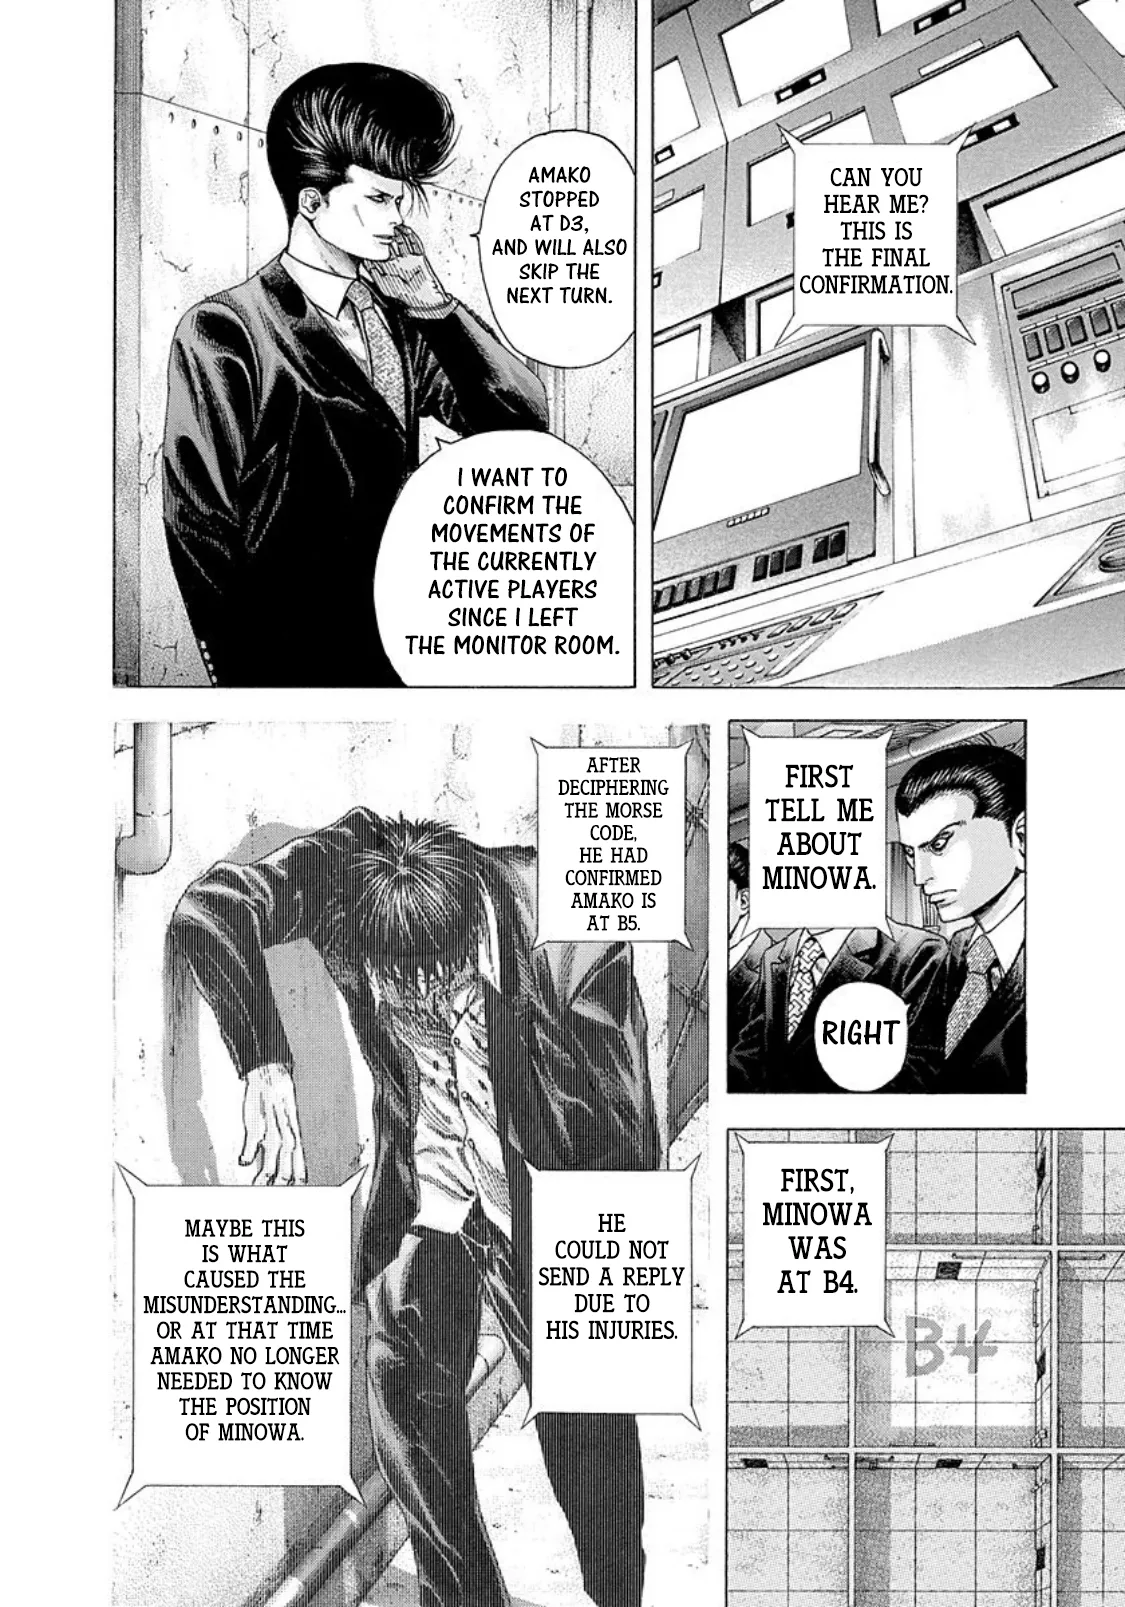 CAN YOU
HEAR ME?
THIS IS
THE FINAL
CONFIRMATION.
AMAKO
STOPPED
AT D3,
AND WILL ALSO
SKIP THE
NEXT TURN.
I WANT TO
CONFIRM THE
MOVEMENTS OF
THE CURRENTLY
ACTIVE PLAYERS
SINCE I LEFT
THE MONITOR ROOM.
FIRST
TELL ME
ABOUT
MINOWA.
RIGHT
FIRST,
MINOWA
WAS
AT B4.
B4
AFTER
DECIPHERING
THE MORSE
CODE,
HE HAD
CONFIRMED
AMAKO IS
AT B5.
HE
COULD NOT
SEND A REPLY
DUE TO
HIS INJURIES.
MAYBE THIS
IS WHAT
CAUSED THE
MISUNDERSTANDING...
OR AT THAT TIME
AMAKO NO LONGER
NEEDED TO KNOW
THE POSITION
OF MINOWA.